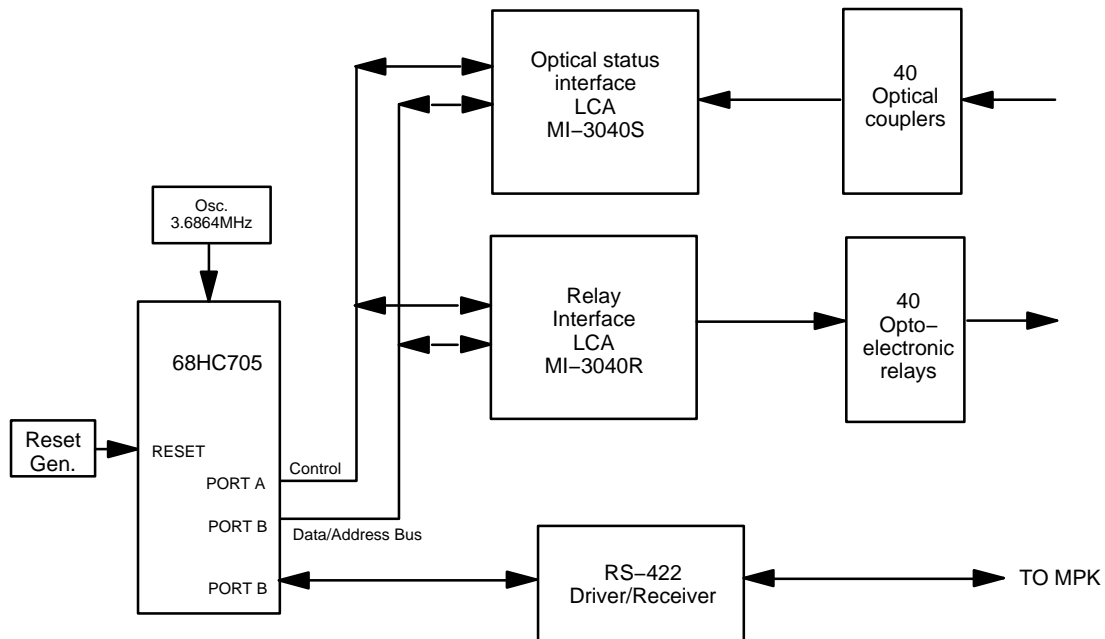 Optical status
interface
LCA
MI−3040S
40
Optical
couplers
Osc.
3.6864MHz
Relay
Interface
LCA
MI−3040R
40
Opto−
electronic
relays
68HC705
Reset
Gen.
RESET
PORT A
Control
PORT B
Data/Address Bus
PORT B
RS−422
Driver/Receiver
TO MPK